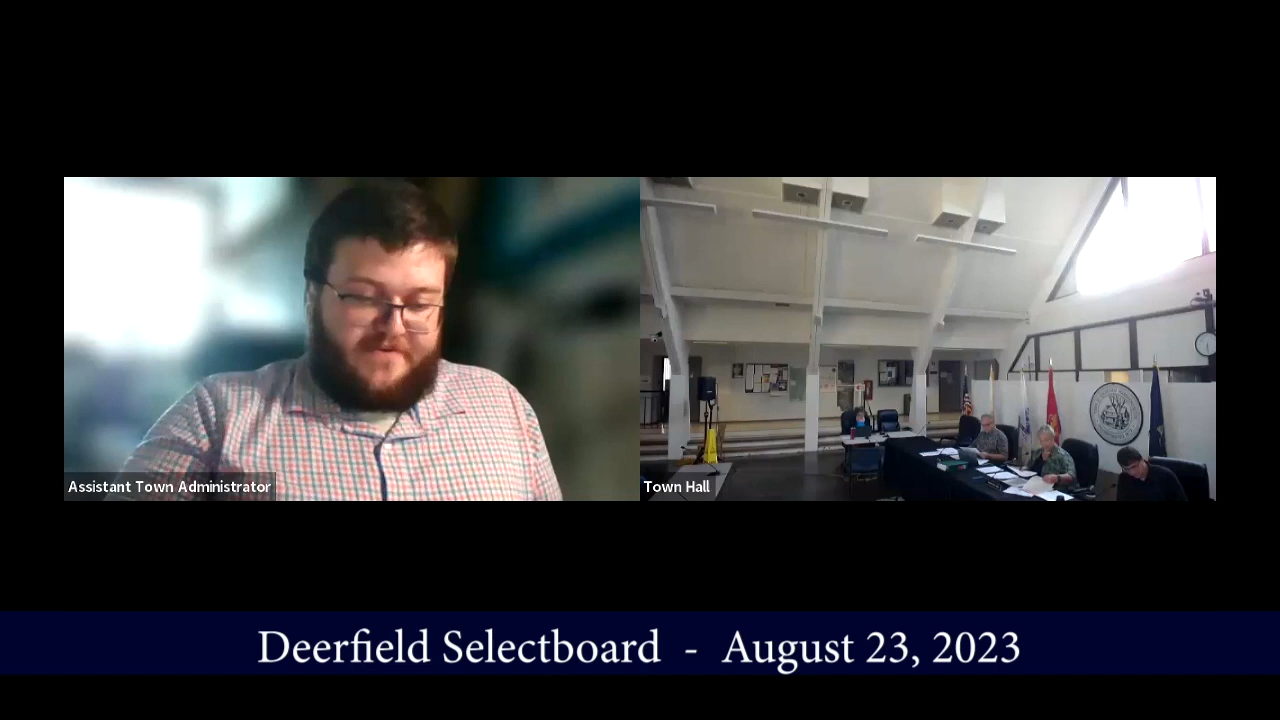 Assistant Town Administrator
Town Hall
Deerfield Selectboard - August 23, 2023